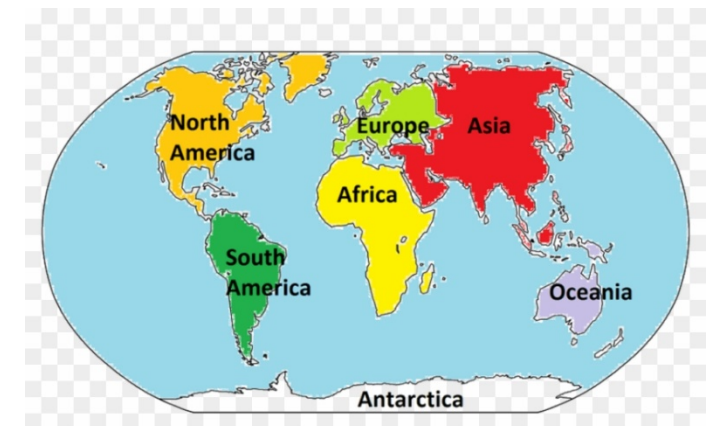 North
America
Europe
Asia
Africa
South
America
Oceania
Antarctica